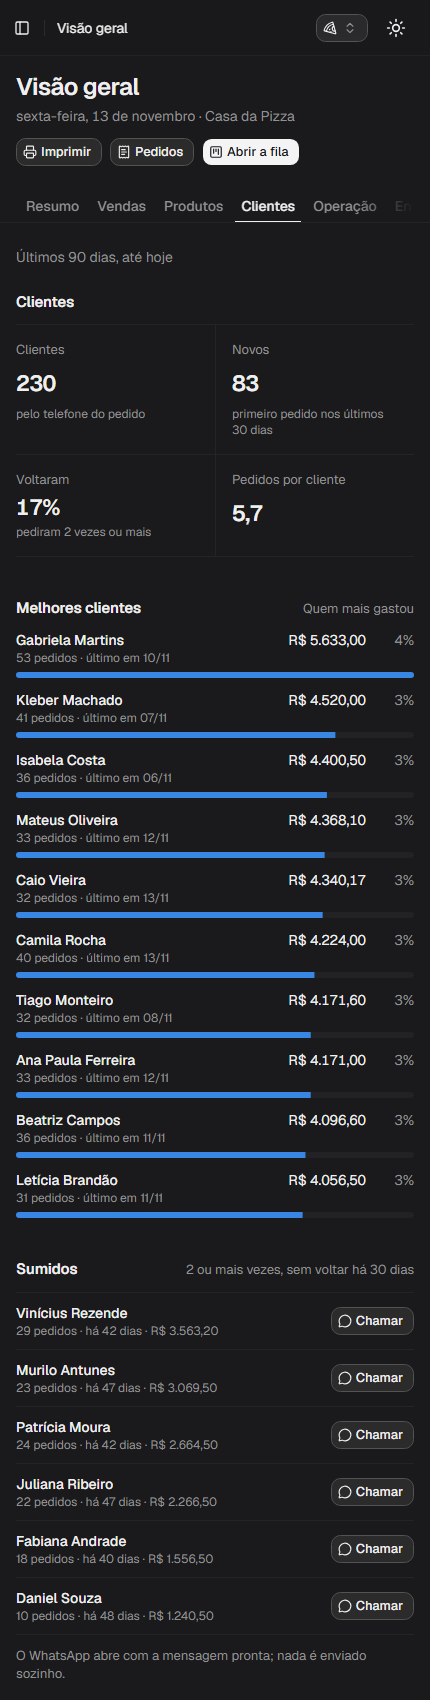 Visão geral
Visão geral
sexta-feira, 13 de novembro · Casa da Pizza
Imprimir
Pedidos
Abrir a fila
Resumo
Vendas
Produtos
Clientes
Operação
En
Últimos 90 dias, até hoje
Clientes
Clientes
230
pelo telefone do pedido
Novos
83
primeiro pedido nos últimos
30 dias
Voltaram
17%
pediram 2 vezes ou mais
Pedidos por cliente
5,7
Melhores clientes
Quem mais gastou
Gabriela Martins R$ 5.633,00 4%
53 pedidos · último em 10/11
Kleber Machado R$ 4.520,00 3%
41 pedidos · último em 07/11
Isabela Costa R$ 4.400,50 3%
36 pedidos · último em 06/11
Mateus Oliveira R$ 4.368,10 3%
33 pedidos · último em 12/11
Caio Vieira R$ 4.340,17 3%
32 pedidos · último em 13/11
Camila Rocha R$ 4.224,00 3%
40 pedidos · último em 13/11
Tiago Monteiro R$ 4.171,60 3%
32 pedidos · último em 08/11
Ana Paula Ferreira R$ 4.171,00 3%
33 pedidos · último em 12/11
Beatriz Campos R$ 4.096,60 3%
36 pedidos · último em 11/11
Letícia Brandão R$ 4.056,50 3%
31 pedidos · último em 11/11
Sumidos
2 ou mais vezes, sem voltar há 30 dias
Vinícius Rezende
29 pedidos · há 42 dias · R$ 3.563,20
Chamar
Murilo Antunes
23 pedidos · há 47 dias · R$ 3.069,50
Chamar
Patrícia Moura
24 pedidos · há 42 dias · R$ 2.664,50
Chamar
Juliana Ribeiro
22 pedidos · há 47 dias · R$ 2.266,50
Chamar
Fabiana Andrade
18 pedidos · há 40 dias · R$ 1.556,50
Chamar
Daniel Souza
10 pedidos · há 48 dias · R$ 1.240,50
Chamar
O WhatsApp abre com a mensagem pronta; nada é enviado
sozinho.